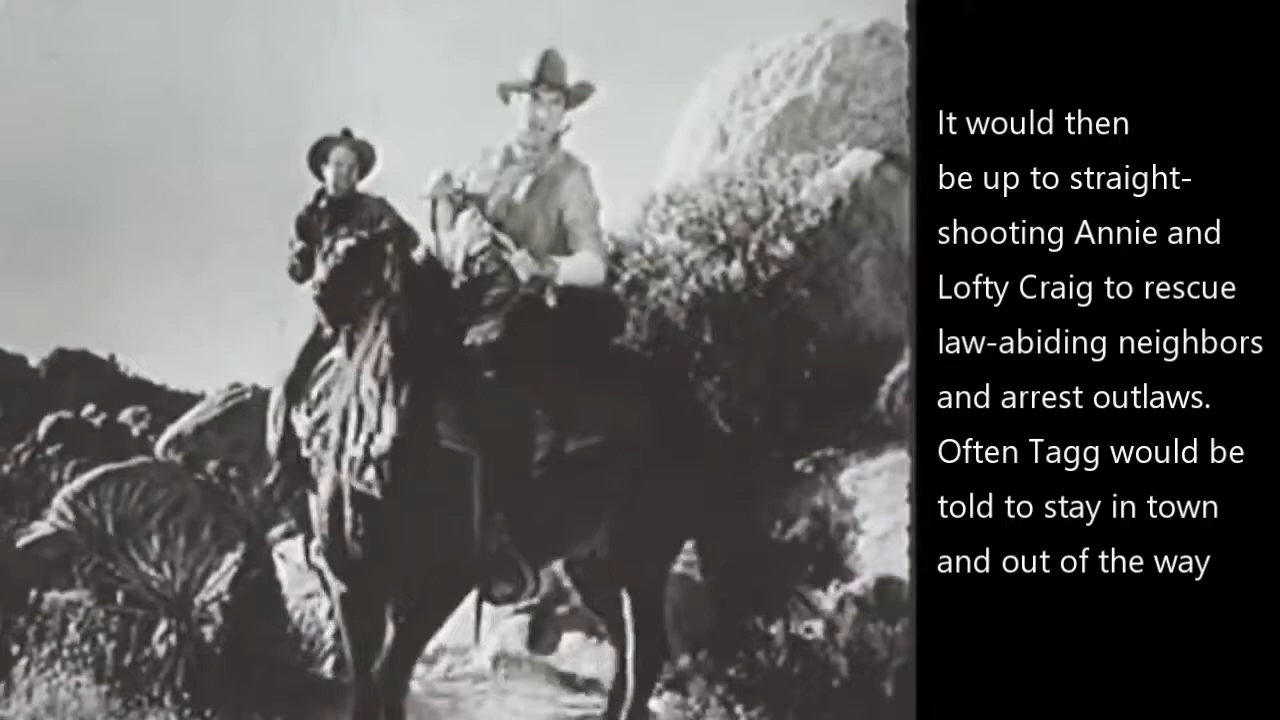 It would then
be up to straight-
shooting Annie and
Lofty Craig to rescue
law-abiding neighbors
and arrest outlaws.
Often Tagg would be
told to stay in town
and out of the way